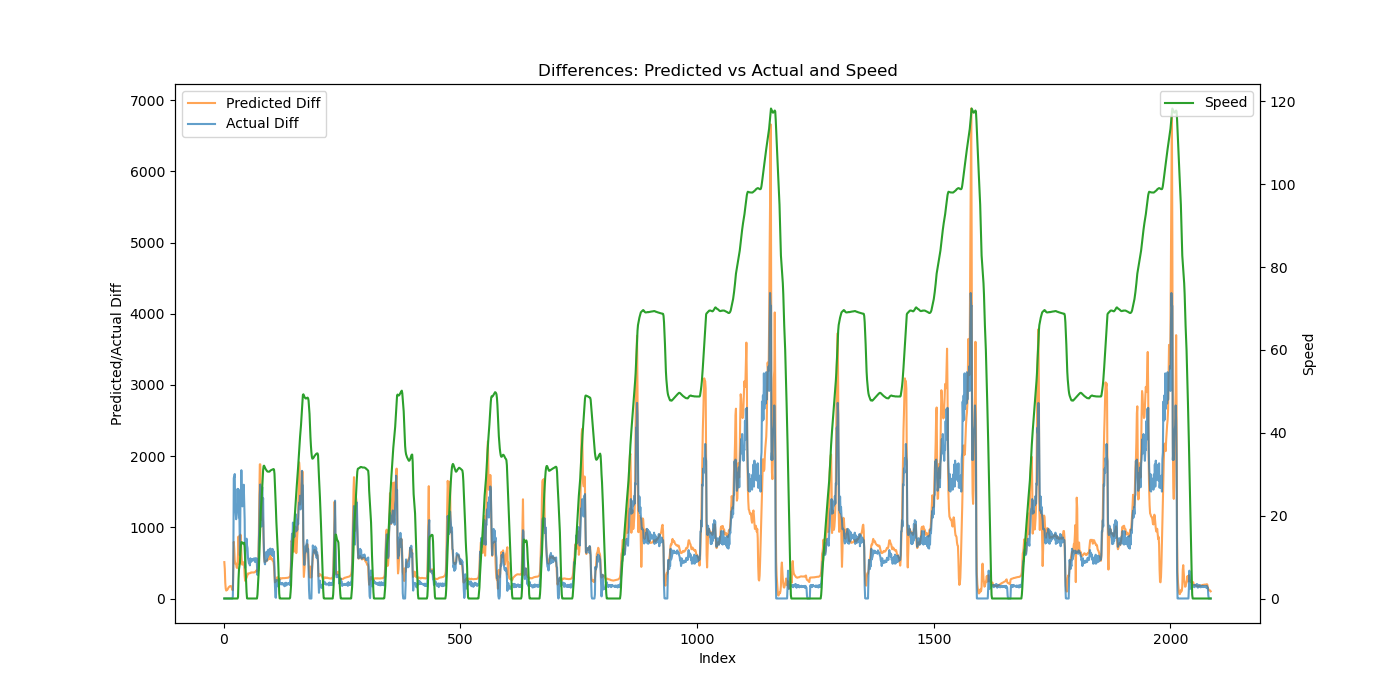 Differences: Predicted vs Actual and Speed
Predicted Diff
Actual Diff
Speed
7000
6000
5000
4000
3000
2000
1000
0
Predicted/Actual Diff
120
100
80
60
40
20
0
Speed
0
500
1000
1500
2000
Index